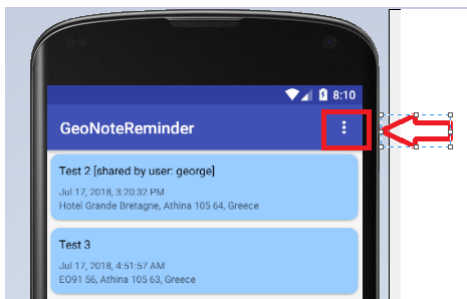 8:10
GeoNoteReminder
Test 2 [shared by user: george]
Jul 17, 2018, 3:20:32 PM
Hotel Grande Bretagne, Athina 105 64, Greece
Test 3
Jul 17, 2018, 4:51:57 AM
EO91 56, Athina 105 63, Greece